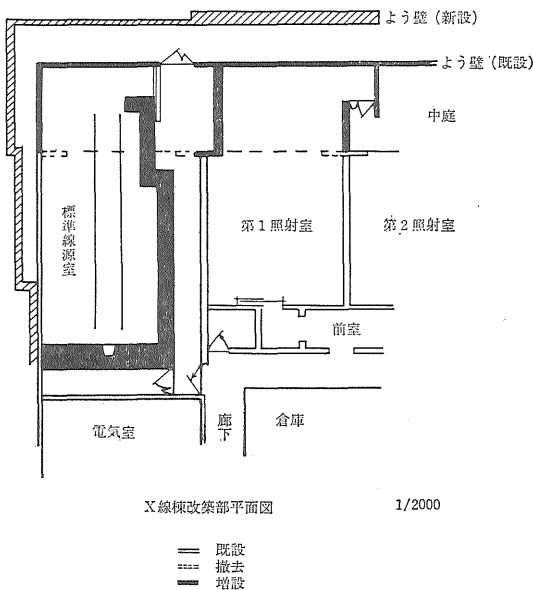 よう壁（新設）
よう壁（既設）
中庭
標準線源室
第1照射室
第2照射室
前室
電気室
廊下
倉庫
X線棟改築部平面図
1/2000
既設
撤去
増設